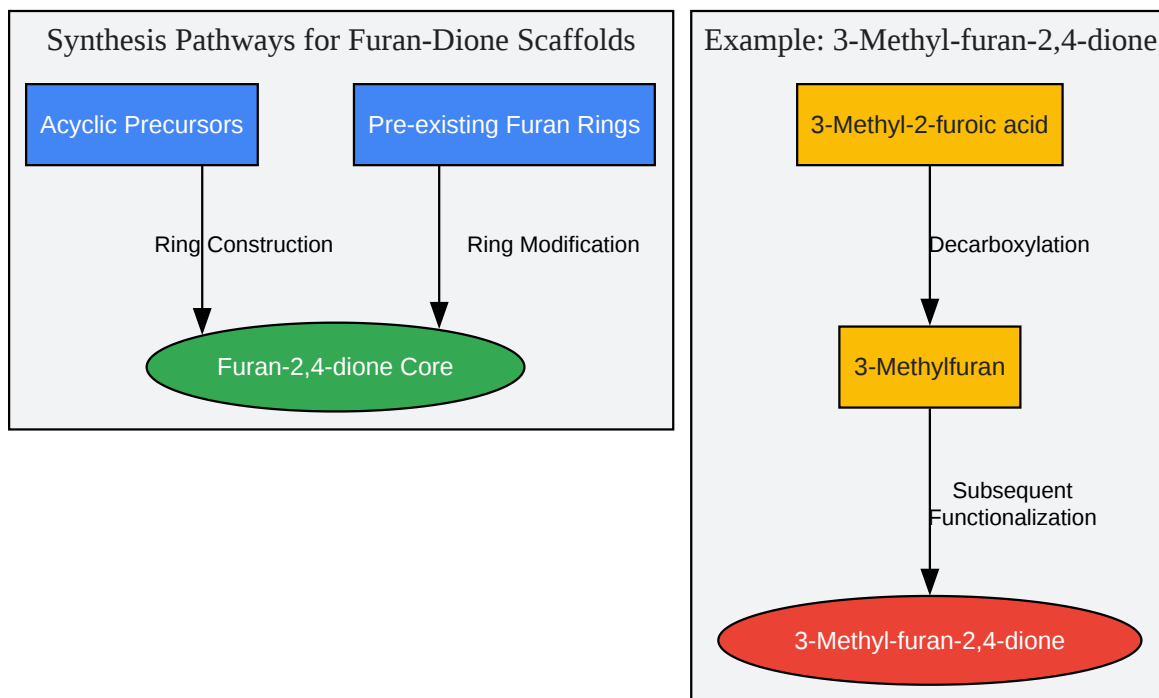 Synthesis Pathways for Furan-Dione Scaffolds
Acyclic Precursors
Pre-existing Furan Rings
Ring Construction
Ring Modification
Furan-2,4-dione Core
Example: 3-Methyl-furan-2,4-dione
3-Methyl-2-furoic acid
Decarboxylation
3-Methylfuran
Subsequent
Functionalization
3-Methyl-furan-2,4-dione